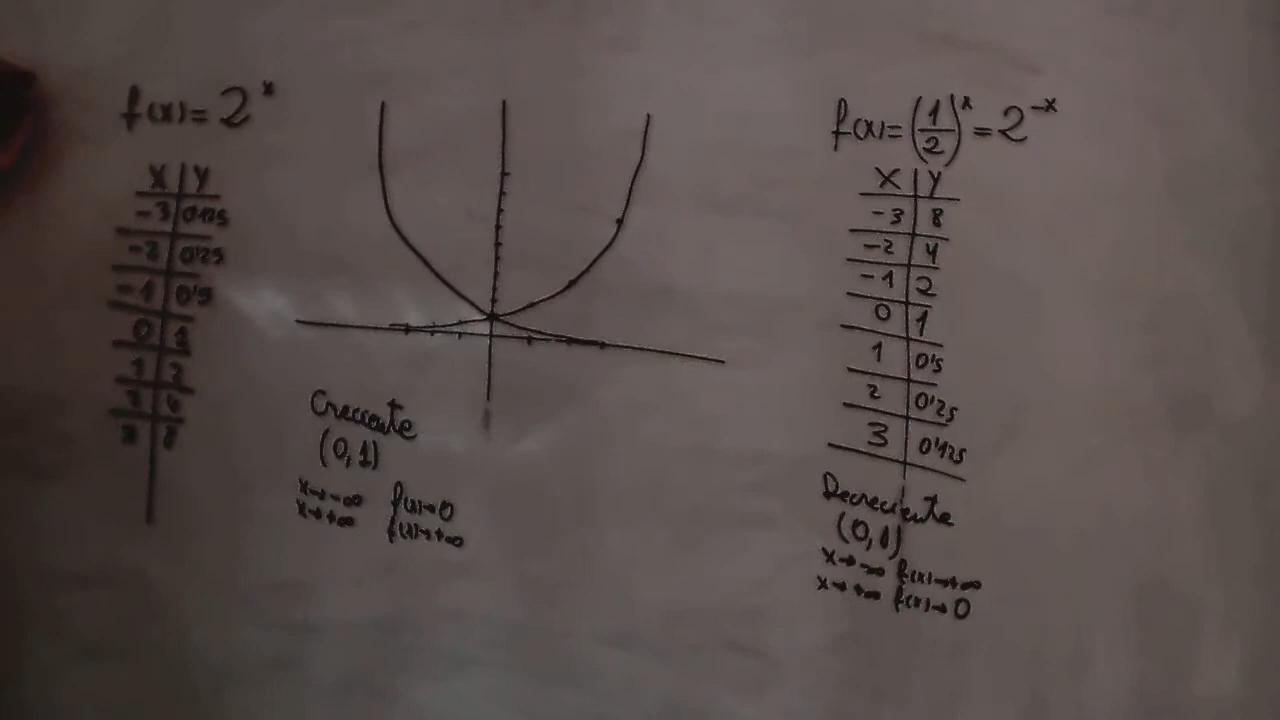 f(x) = 2^x
X | Y
-3 | 0'125
-2 | 0'25
-1 | 0'5
0 | 1
1 | 2
4
3 | 8
Creciente
(0,1)
x→-∞ f(x)→0
x→+∞ f(x)→+∞
f(x) = (1/2)^x = 2^-x
X | Y
-3 | 8
-2 | 4
-1 | 2
0 | 1
1 | 0'5
2 | 0'25
3 | 0'125
Decreciente
(0,1)
x→-∞ f(x)→+∞
x→+∞ f(x)→0